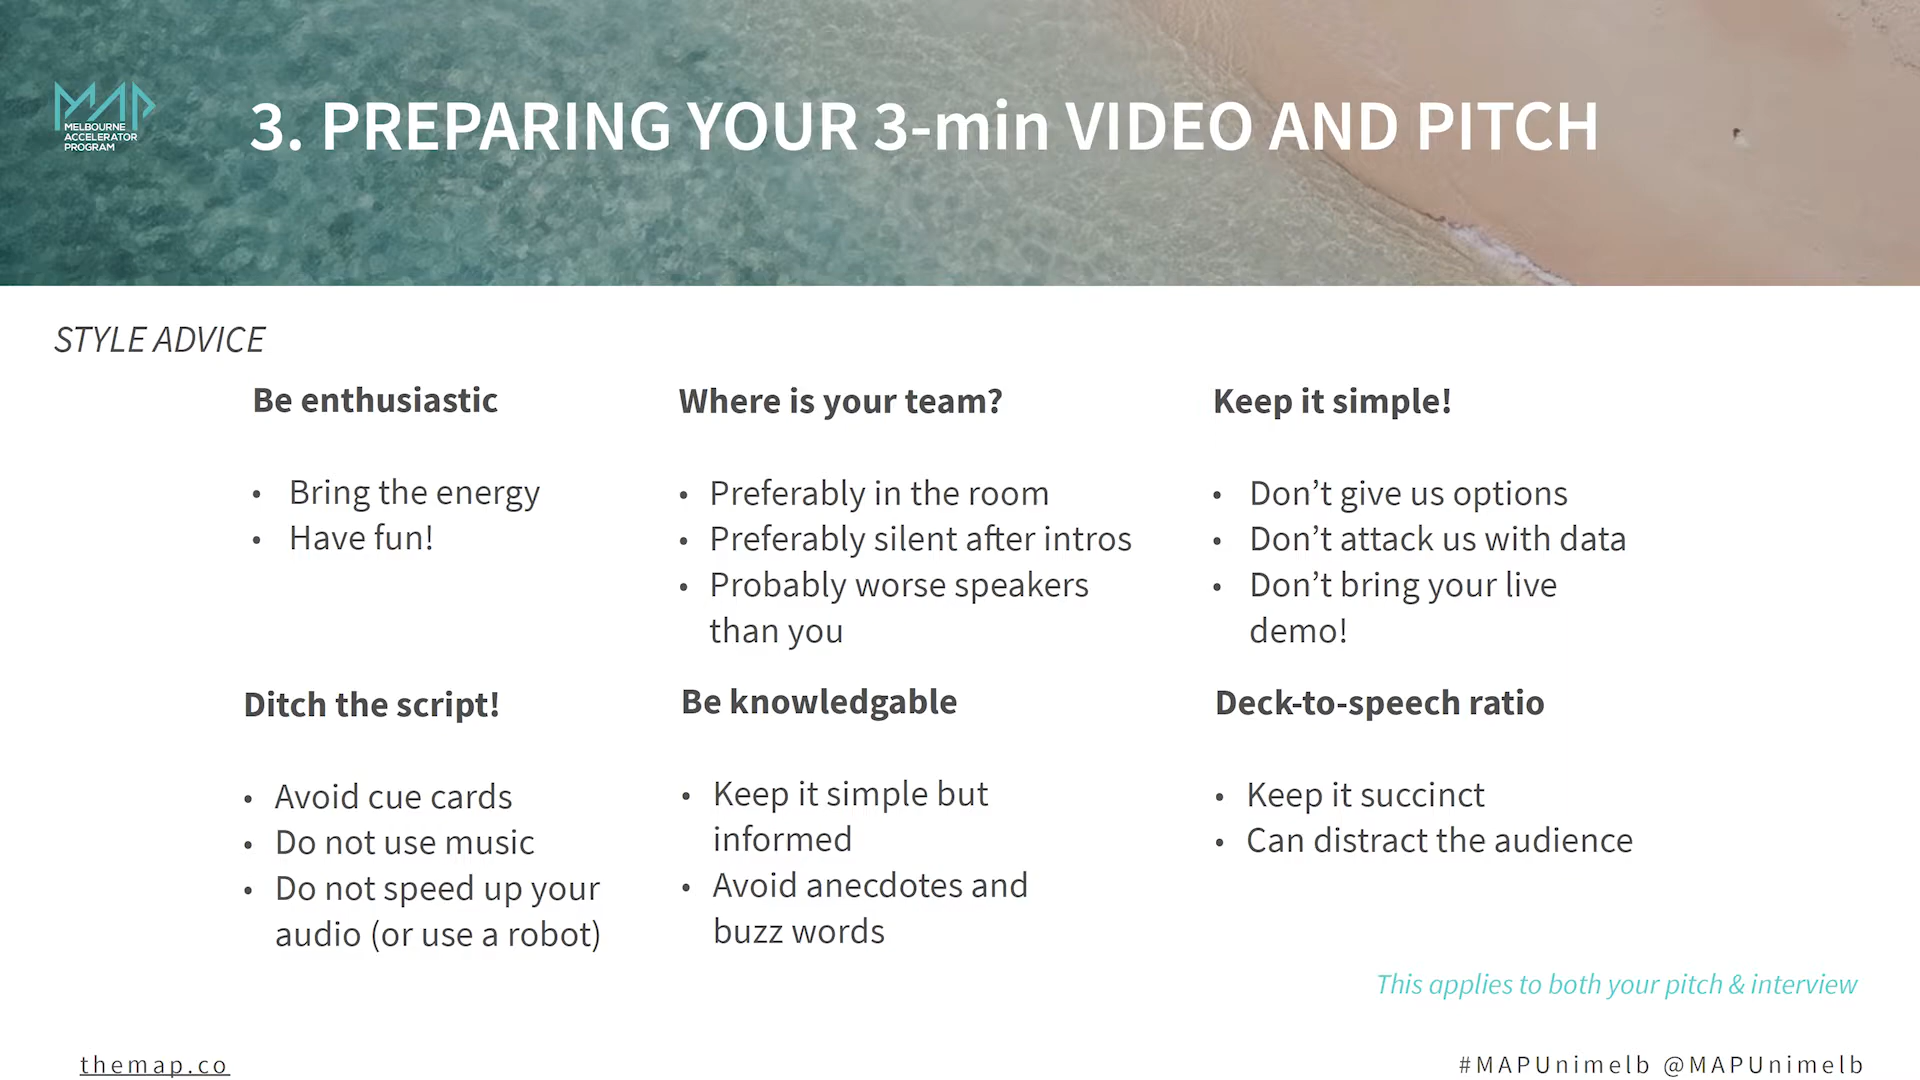 MAP
MELBOURNE
ACCELERATOR
PROGRAM
3. PREPARING YOUR 3-min VIDEO AND PITCH
STYLE ADVICE
Be enthusiastic
• Bring the energy
• Have fun!
Where is your team?
• Preferably in the room
• Preferably silent after intros
• Probably worse speakers
than you
Keep it simple!
• Don’t give us options
• Don’t attack us with data
• Don’t bring your live
demo!
Ditch the script!
• Avoid cue cards
• Do not use music
• Do not speed up your
audio (or use a robot)
Be knowledgable
• Keep it simple but
informed
• Avoid anecdotes and
buzz words
Deck-to-speech ratio
• Keep it succinct
• Can distract the audience
This applies to both your pitch & interview
themap.co
#MAPUnimelb @MAPUnimelb